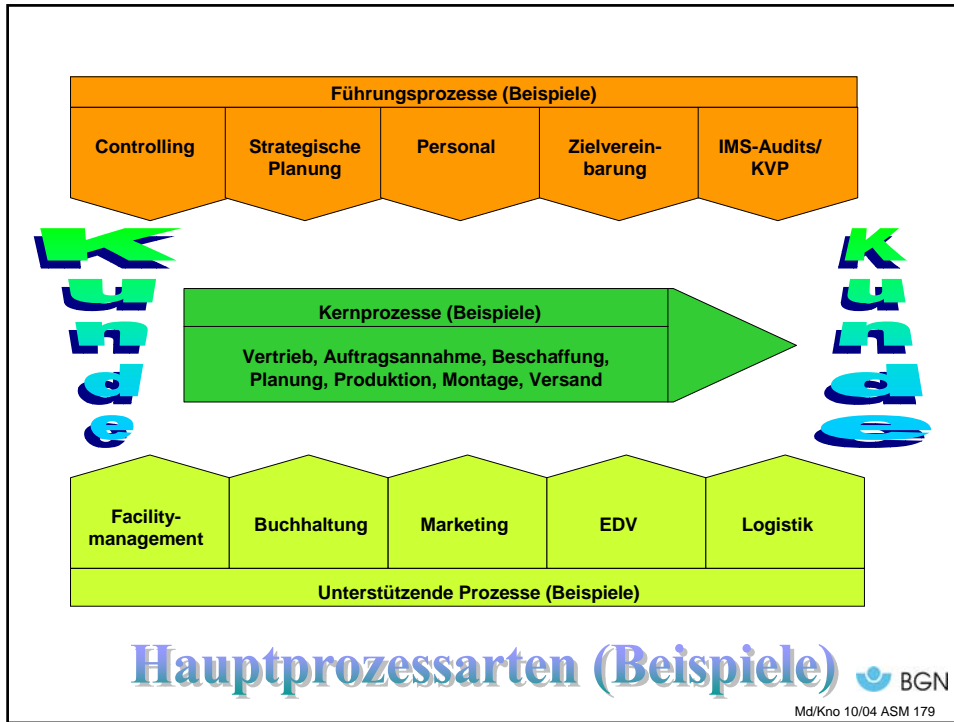 Führungsprozesse (Beispiele)
Controlling
Strategische
Planung
Personal
Zielverein-
barung
IMS-Audits/
KVP
Kunde
Kernprozesse (Beispiele)
Vertrieb, Auftragsannahme, Beschaffung,
Planung, Produktion, Montage, Versand
Kunde
Facility-
management
Buchhaltung
Marketing
EDV
Logistik
Unterstützende Prozesse (Beispiele)
Hauptprozessarten (Beispiele)
BGN
Md/Kno 10/04 ASM 179